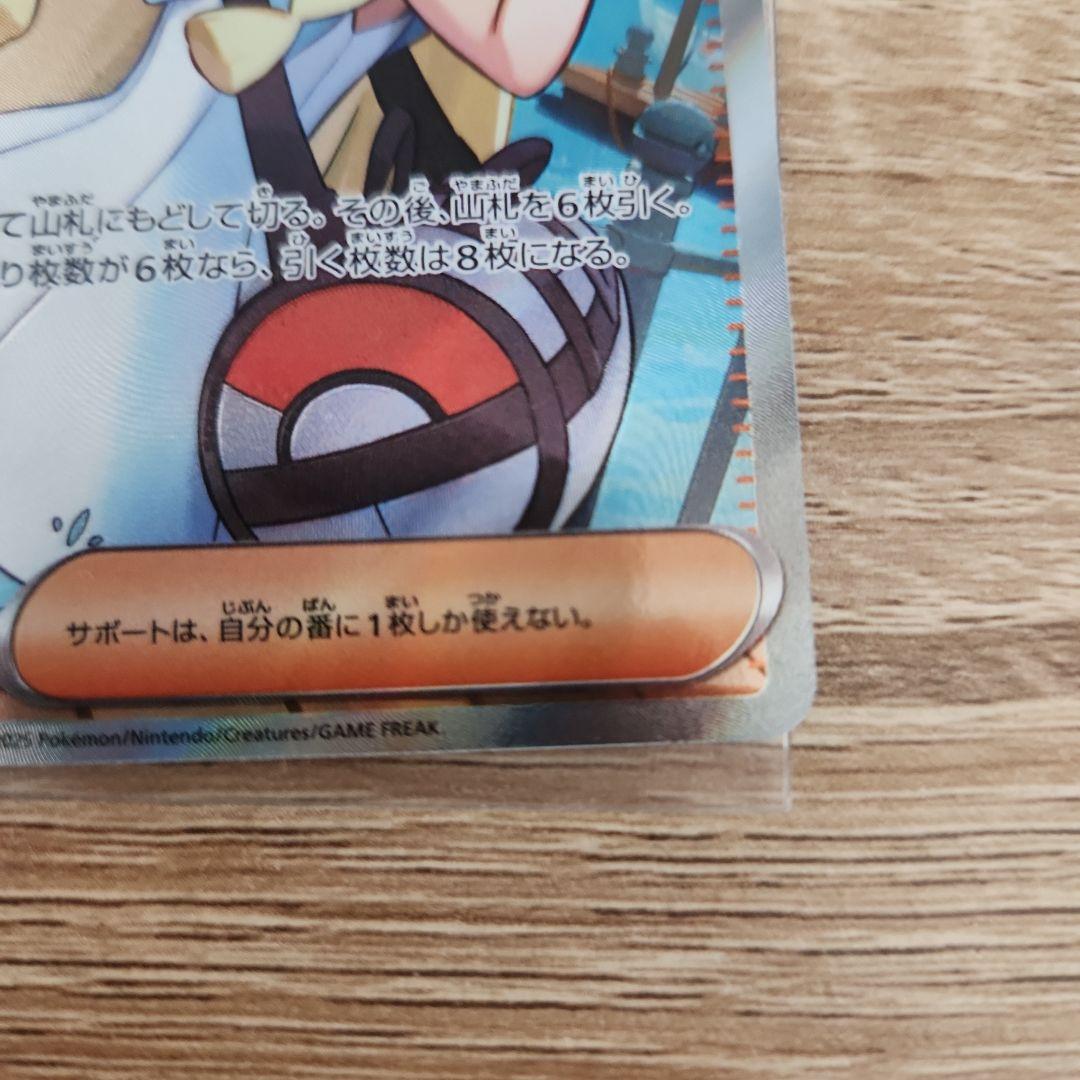 て山札にもどして切る。その後、山札を6枚引く。
り枚数が6枚なら、引く枚数は8枚になる。
サポートは、自分の番に1枚しか使えない。
2025 Pokémon/Nintendo/Creatures/GAME FREAK.